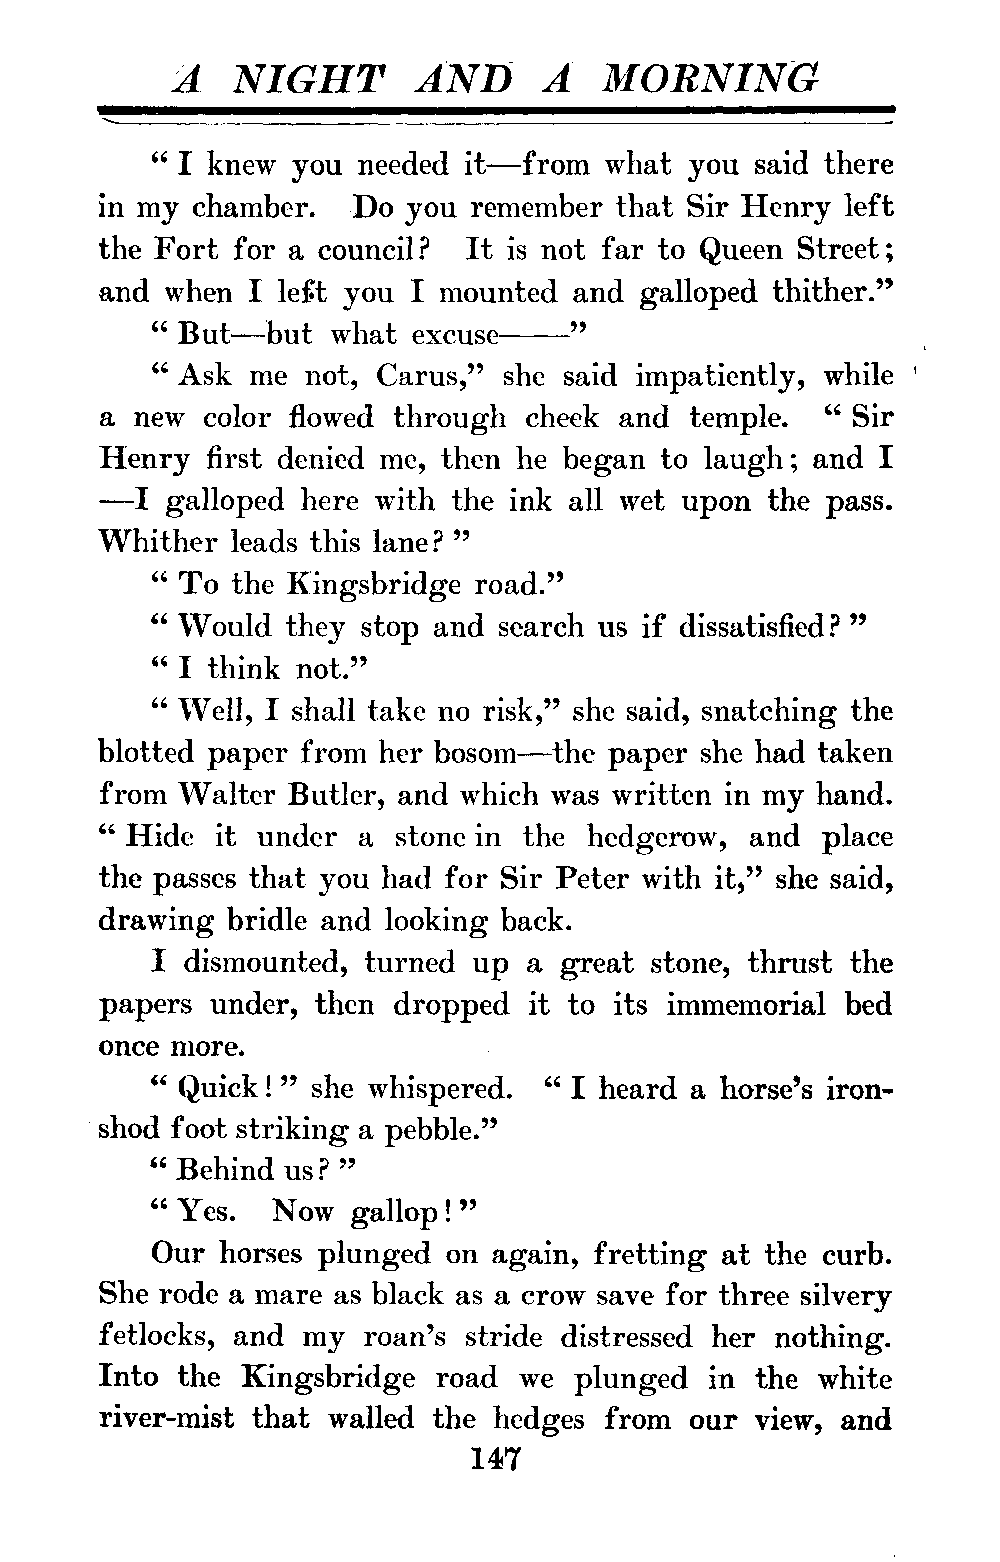 A NIGHT AND A MORNING
“ I knew you needed it—from what you said there
in my chamber. Do you remember that Sir Henry left
the Fort for a council? It is not far to Queen Street;
and when I left you I mounted and galloped thither.”
“ But—but what excuse——”
“ Ask me not, Carus,” she said impatiently, while
a new color flowed through cheek and temple. “ Sir
Henry first denied me, then he began to laugh; and I
—I galloped here with the ink all wet upon the pass.
Whither leads this lane? ”
“ To the Kingsbridge road.”
“ Would they stop and search us if dissatisfied? ”
“ I think not.”
“ Well, I shall take no risk,” she said, snatching the
blotted paper from her bosom—the paper she had taken
from Walter Butler, and which was written in my hand.
“ Hide it under a stone in the hedgerow, and place
the passes that you had for Sir Peter with it,” she said,
drawing bridle and looking back.
I dismounted, turned up a great stone, thrust the
papers under, then dropped it to its immemorial bed
once more.
“ Quick! ” she whispered. “ I heard a horse’s iron-
shod foot striking a pebble.”
“ Behind us? ”
“ Yes. Now gallop! ”
Our horses plunged on again, fretting at the curb.
She rode a mare as black as a crow save for three silvery
fetlocks, and my roan’s stride distressed her nothing.
Into the Kingsbridge road we plunged in the white
river-mist that walled the hedges from our view, and
147